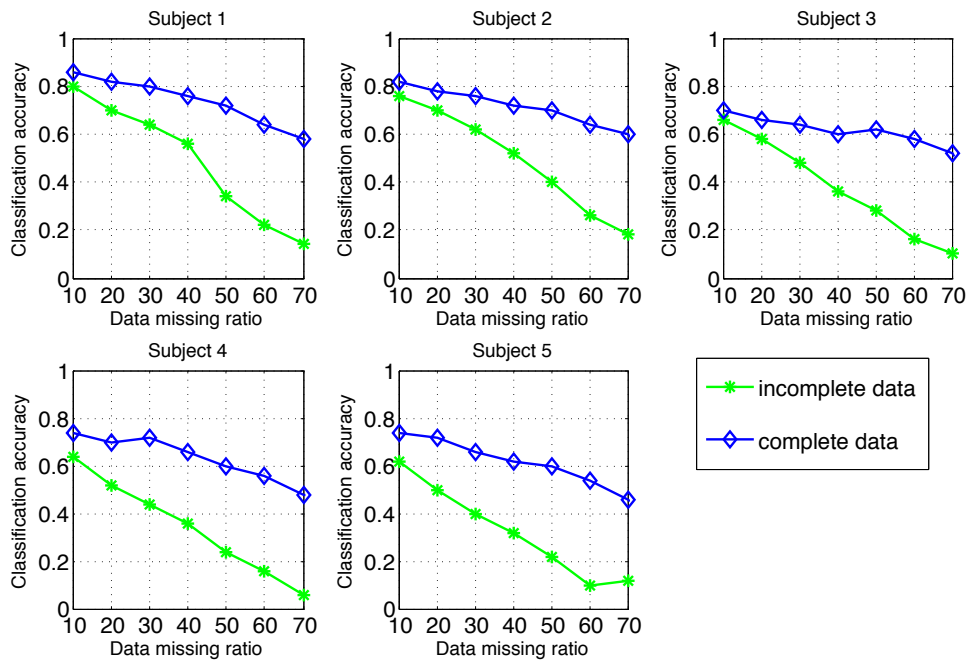 Subject 1
1
0.8
0.6
0.4
0.2
0
Classification accuracy
10 20 30 40 50 60 70
Data missing ratio
Subject 2
1
0.8
0.6
0.4
0.2
0
Classification accuracy
10 20 30 40 50 60 70
Data missing ratio
Subject 3
1
0.8
0.6
0.4
0.2
0
Classification accuracy
10 20 30 40 50 60 70
Data missing ratio
Subject 4
1
0.8
0.6
0.4
0.2
0
Classification accuracy
10 20 30 40 50 60 70
Data missing ratio
Subject 5
1
0.8
0.6
0.4
0.2
0
Classification accuracy
10 20 30 40 50 60 70
Data missing ratio
incomplete data
complete data